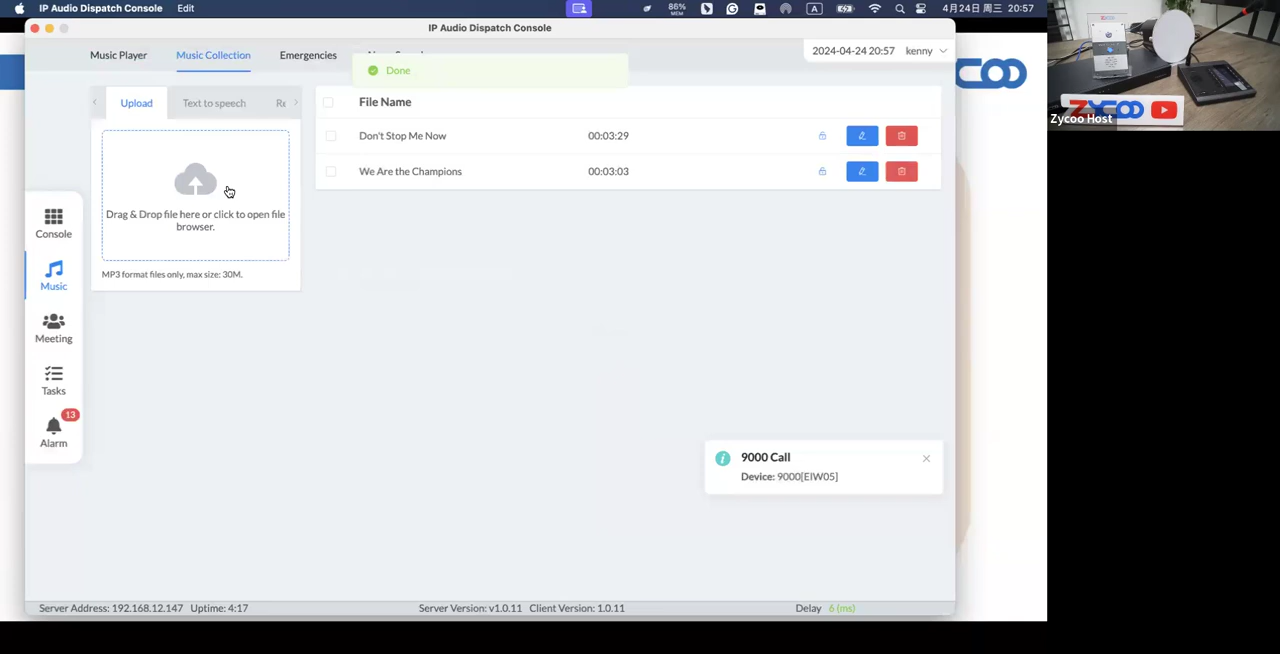 IP Audio Dispatch Console Edit
86%
MEM
A
4月24日 周三 20:57
IP Audio Dispatch Console
Music Player Music Collection Emergencies
2024-04-24 20:57 kenny
Done
Upload Text to speech Re
File Name
Don't Stop Me Now 00:03:29
We Are the Champions 00:03:03
Drag & Drop file here or click to open file
browser.
MP3 format files only, max size: 30M.
Console
Music
Meeting
Tasks
13
Alarm
9000 Call
Device: 9000[EIW05]
Server Address: 192.168.12.147 Uptime: 4:17 Server Version: v1.0.11 Client Version: 1.0.11 Delay 6 (ms)
ZYCOO
Zycoo Host